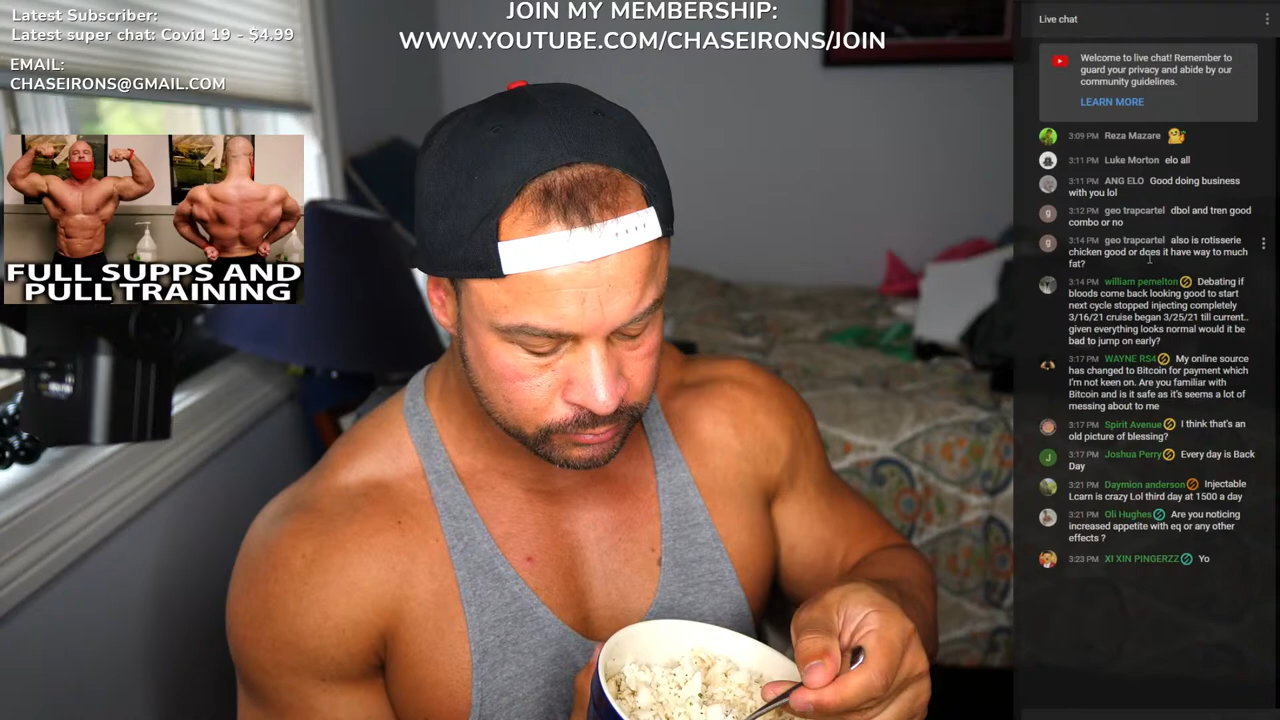 Latest Subscriber:
Latest super chat: Covid 19 - $4.99
EMAIL:
CHASEIRONS@GMAIL.COM
FULL SUPPS AND
PULL TRAINING
JOIN MY MEMBERSHIP:
WWW.YOUTUBE.COM/CHASEIRONS/JOIN
Live chat
Welcome to live chat! Remember to
guard your privacy and abide by our
community guidelines.
LEARN MORE
3:09 PM Reza Mazare
3:11 PM Luke Morton elo all
3:11 PM ANG ELO Good doing business
with you lol
g 3:12 PM geo trapcartel dbol and tren good
combo or no
g 3:14 PM geo trapcartel also is rotisserie
chicken good or does it have way to much
fat?
3:14 PM william pemelton Debating if
bloods come back looking good to start
next cycle stopped injecting completely
3/16/21 cruise began 3/25/21 till current..
given everything looks normal would it be
bad to jump on early?
3:17 PM WAYNE RS4 My online source
has changed to Bitcoin for payment which
I'm not keen on. Are you familiar with
Bitcoin and is it safe as it's seems a lot of
messing about to me
3:17 PM Spirit Avenue I think that's an
old picture of blessing?
J 3:17 PM Joshua Perry Every day is Back
Day
3:21 PM Daymion anderson Injectable
Lcarn is crazy Lol third day at 1500 a day
3:21 PM Oli Hughes Are you noticing
increased appetite with eq or any other
effects ?
3:23 PM XI XIN PINGERZZ Yo